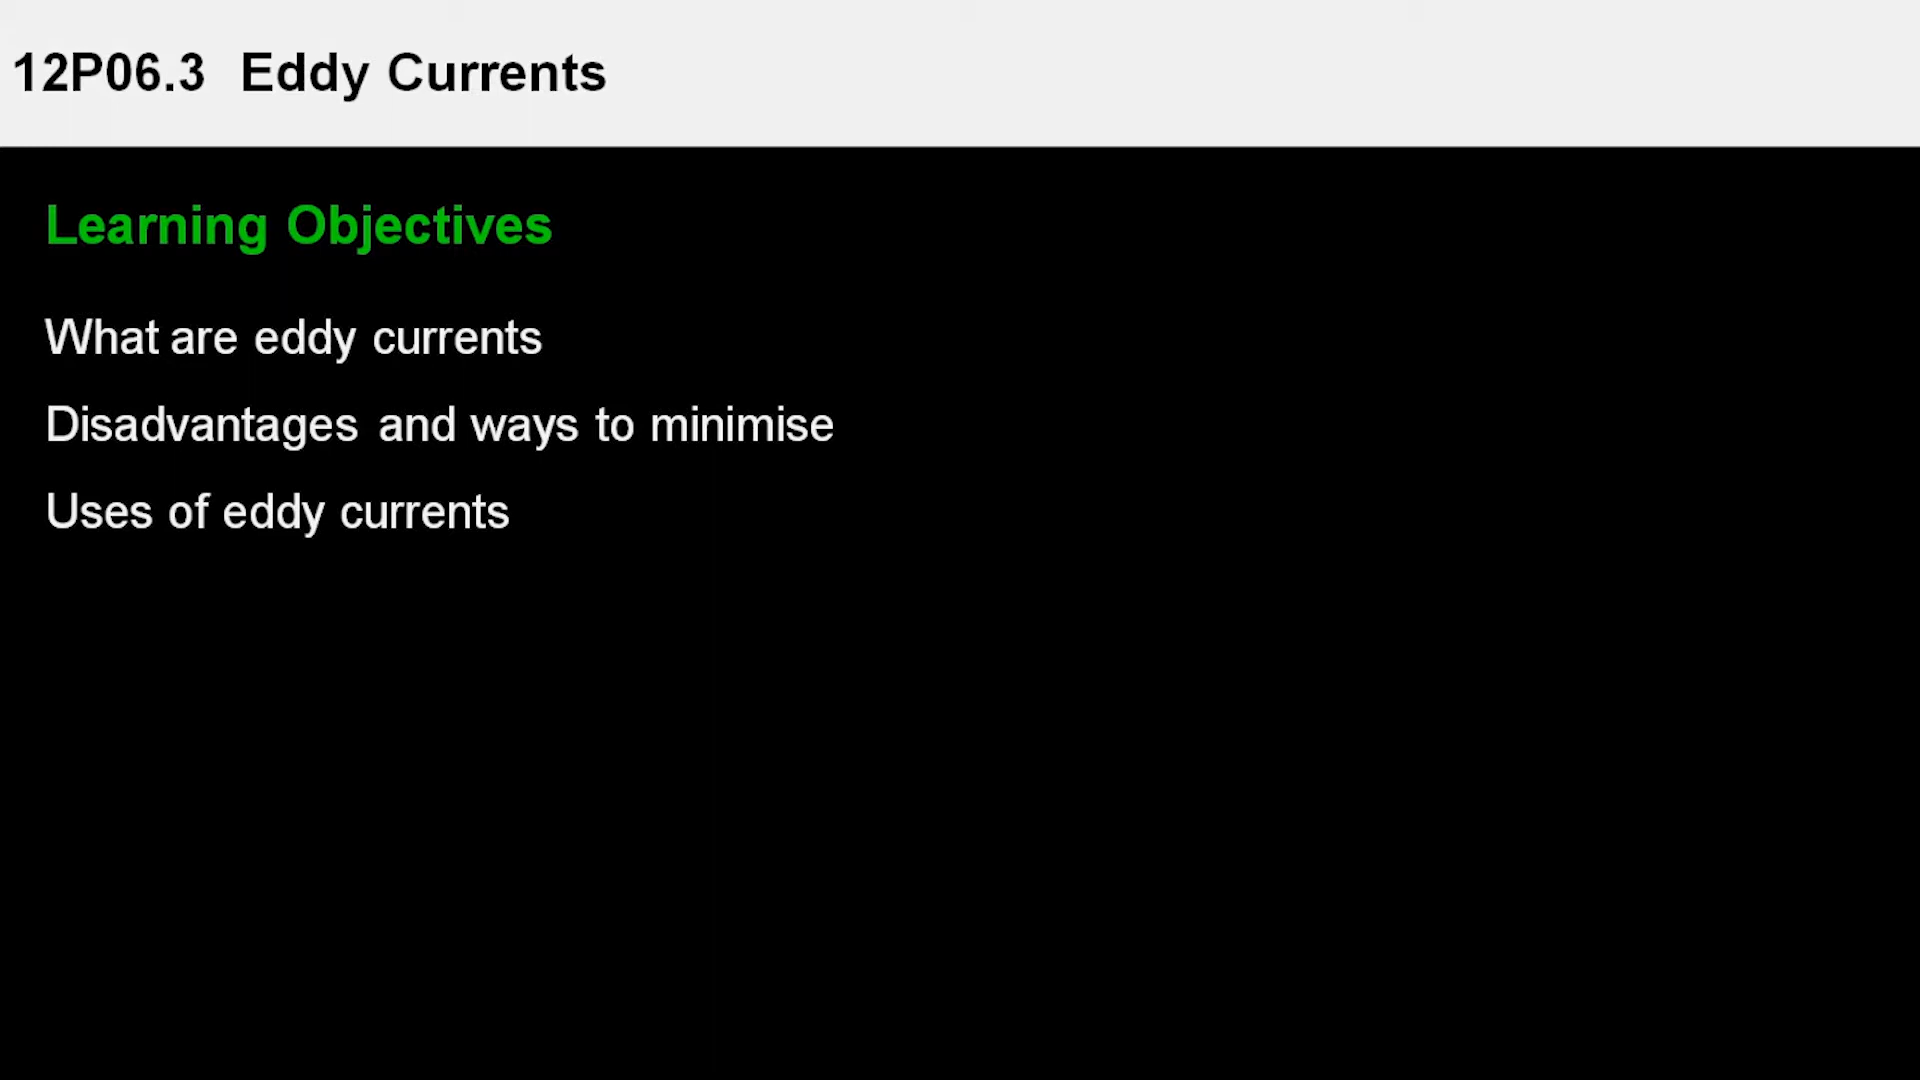 12P06.3 Eddy Currents
Learning Objectives
What are eddy currents
Disadvantages and ways to minimise
Uses of eddy currents